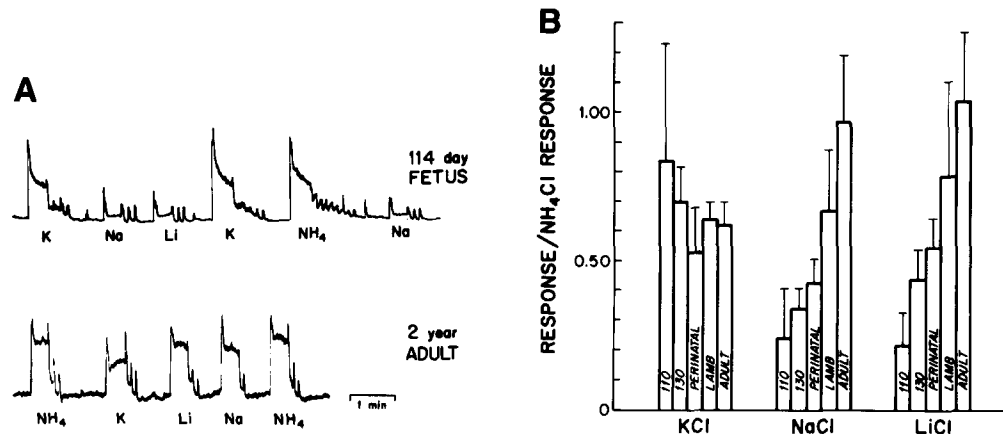 A
114 day
FETUS
K Na Li K NH₄ Na
2 year
ADULT
NH₄ K Li Na NH₄
1 min
B
RESPONSE/NH₄Cl RESPONSE
1.00
0.50
0
110 130 PERINATAL LAMB ADULT
110 130 PERINATAL LAMB ADULT
110 130 PERINATAL LAMB ADULT
KCl NaCl LiCl